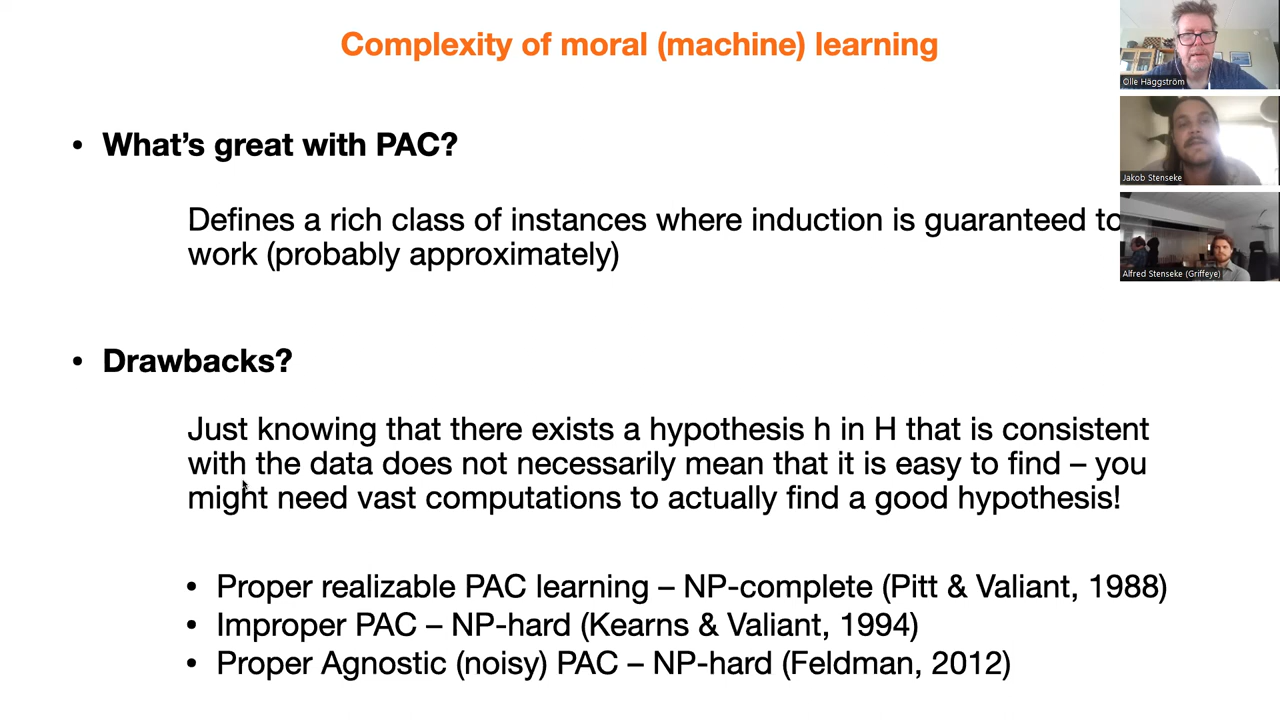 Complexity of moral (machine) learning
• What’s great with PAC?
Defines a rich class of instances where induction is guaranteed to
work (probably approximately)
• Drawbacks?
Just knowing that there exists a hypothesis h in H that is consistent
with the data does not necessarily mean that it is easy to find – you
might need vast computations to actually find a good hypothesis!
• Proper realizable PAC learning – NP-complete (Pitt & Valiant, 1988)
• Improper PAC – NP-hard (Kearns & Valiant, 1994)
• Proper Agnostic (noisy) PAC – NP-hard (Feldman, 2012)
Olle Häggström
Jakob Stenseke
Alfred Stenseke (Griffeye)